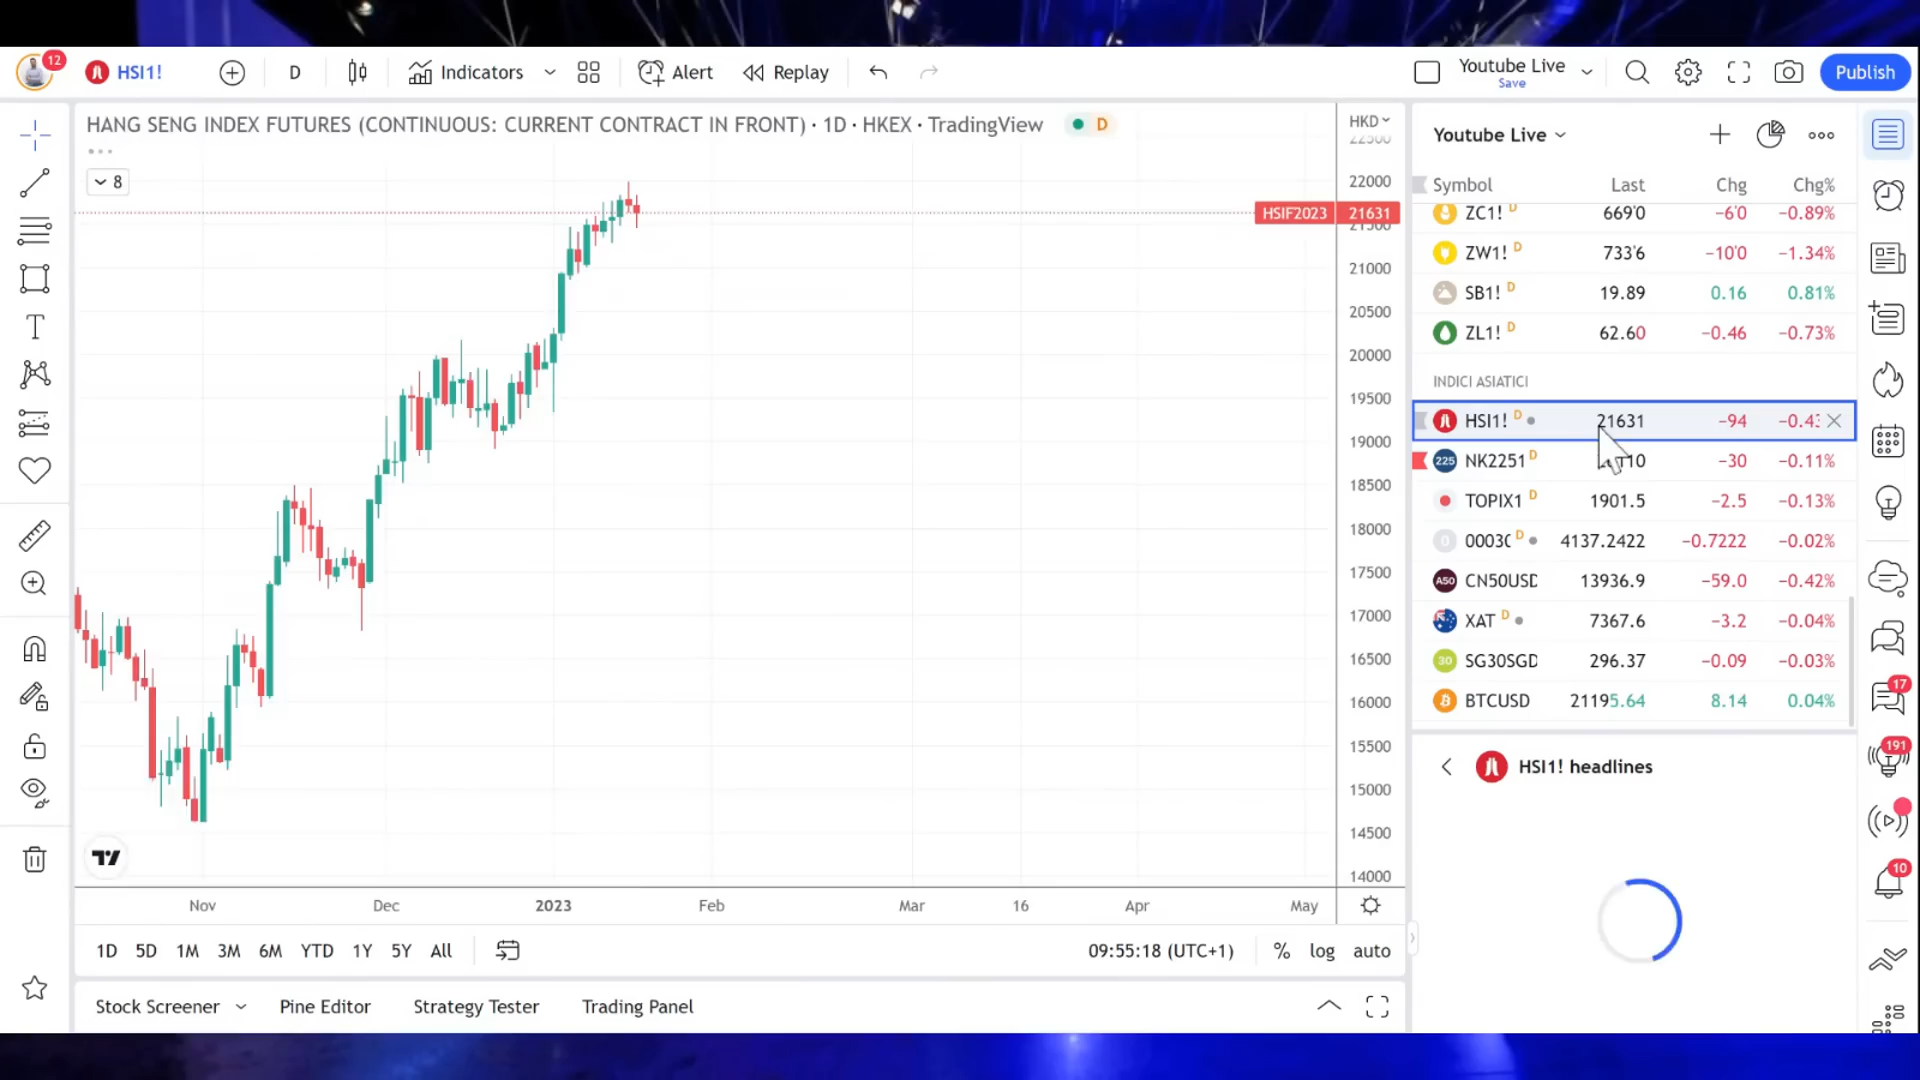 12
HSI1!
D
Indicators
Alert
Replay
Youtube Live
Save
Publish
HANG SENG INDEX FUTURES (CONTINUOUS: CURRENT CONTRACT IN FRONT) · 1D · HKEX · TradingView
D
8
HKD
22500
22000
HSIF2023 21631
21500
21000
20500
20000
19500
19000
18500
18000
17500
17000
16500
16000
15500
15000
14500
14000
Nov Dec 2023 Feb Mar 16 Apr May
1D 5D 1M 3M 6M YTD 1Y 5Y All
09:55:18 (UTC+1)
% log auto
Stock Screener Pine Editor Strategy Tester Trading Panel
Youtube Live
Symbol Last Chg Chg%
ZC1! D 669'0 −6'0 −0.89%
ZW1! D 733'6 −10'0 −1.34%
SB1! D 19.89 0.16 0.81%
ZL1! D 62.60 −0.46 −0.73%
INDICI ASIATICI
HSI1! D 21631 −94
225 NK2251 D −30 −0.11%
TOPIX1 D 1901.5 −2.5 −0.13%
0 D 4137.2422 −0.7222 −0.02%
A50 CN50USD 13936.9 −59.0 −0.42%
XAT D 7367.6 −3.2 −0.04%
30 SG30SGD 296.37 −0.09 −0.03%
BTCUSD 21195.64 8.14 0.04%
HSI1! headlines
17
191
10